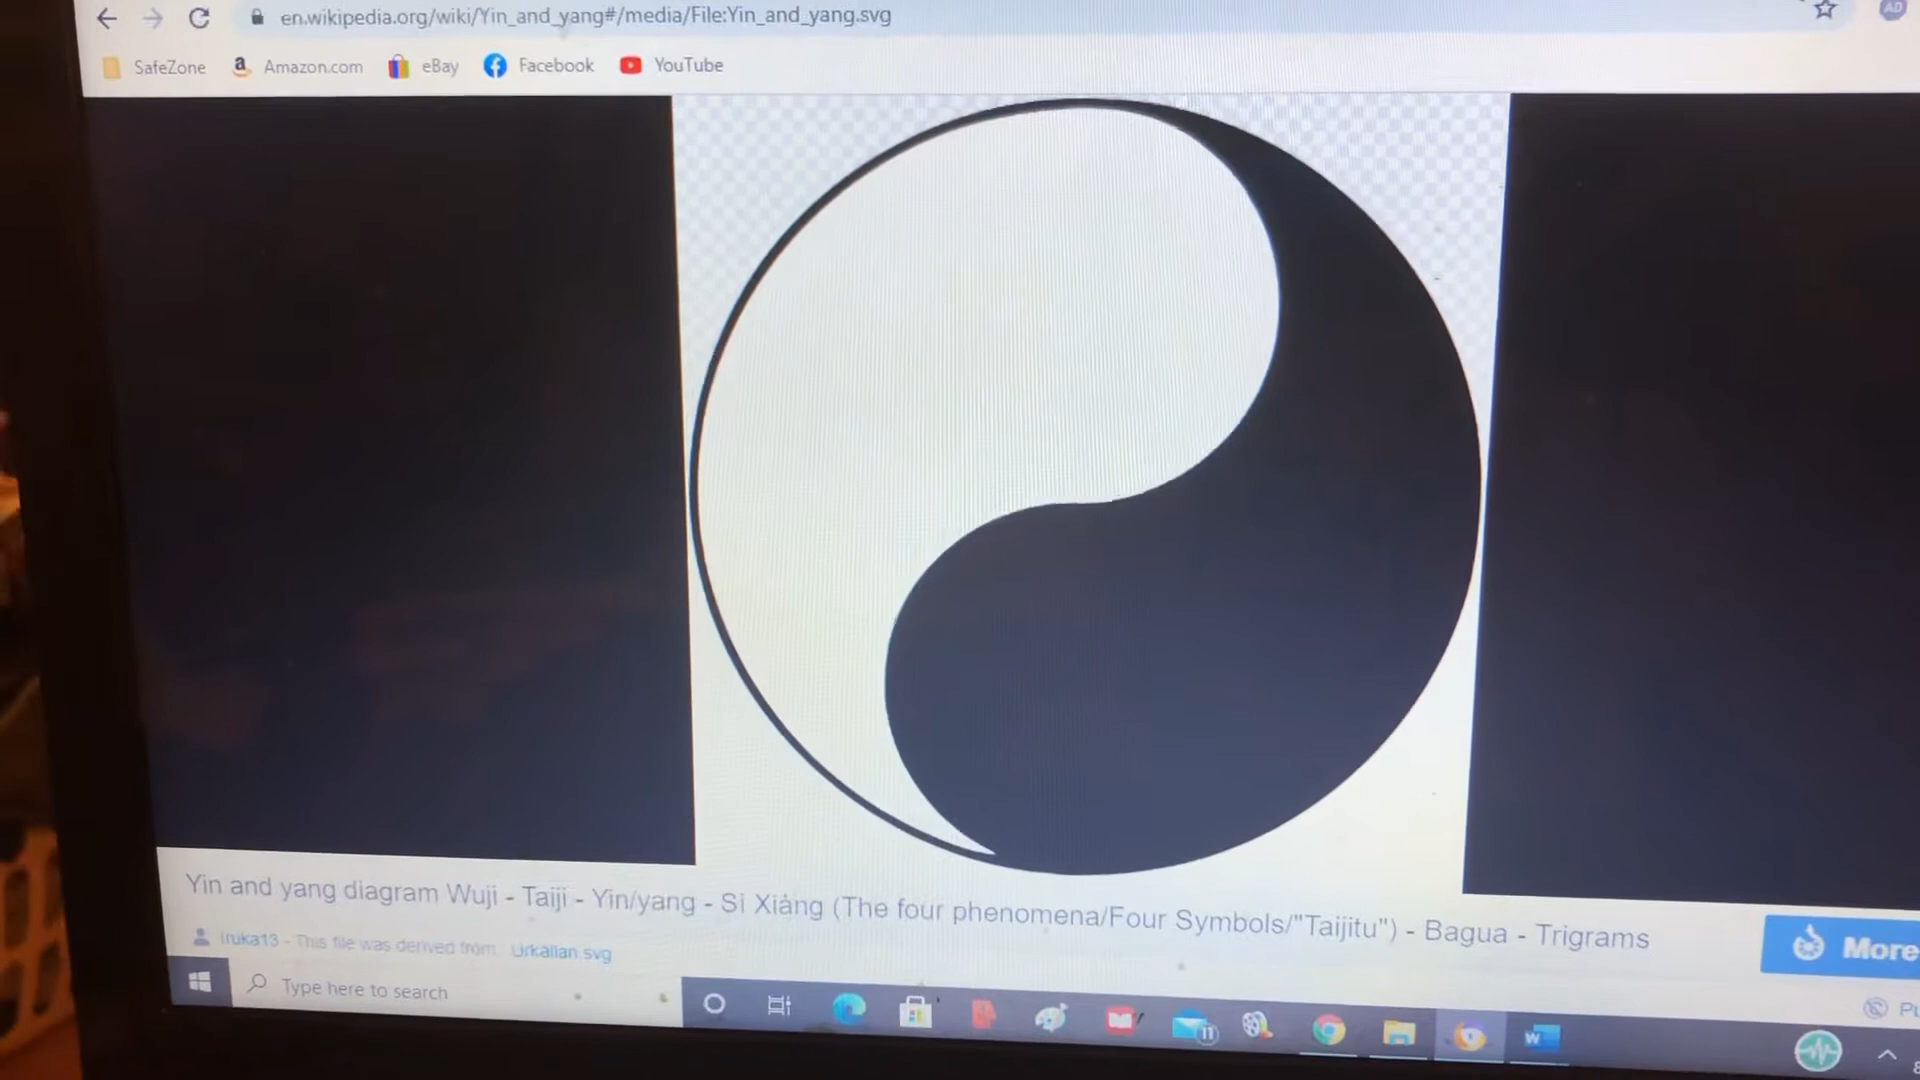 en.wikipedia.org/wiki/Yin_and_yang#/media/File:Yin_and_yang.svg
AD
SafeZone Amazon.com eBay Facebook YouTube
Yin and yang diagram Wuji - Taiji - Yin/yang - Sì Xiàng (The four phenomena/Four Symbols/"Taijitu") - Bagua - Trigrams
Iruka13 - This file was derived from: Urkallan.svg
More
Type here to search
11
W